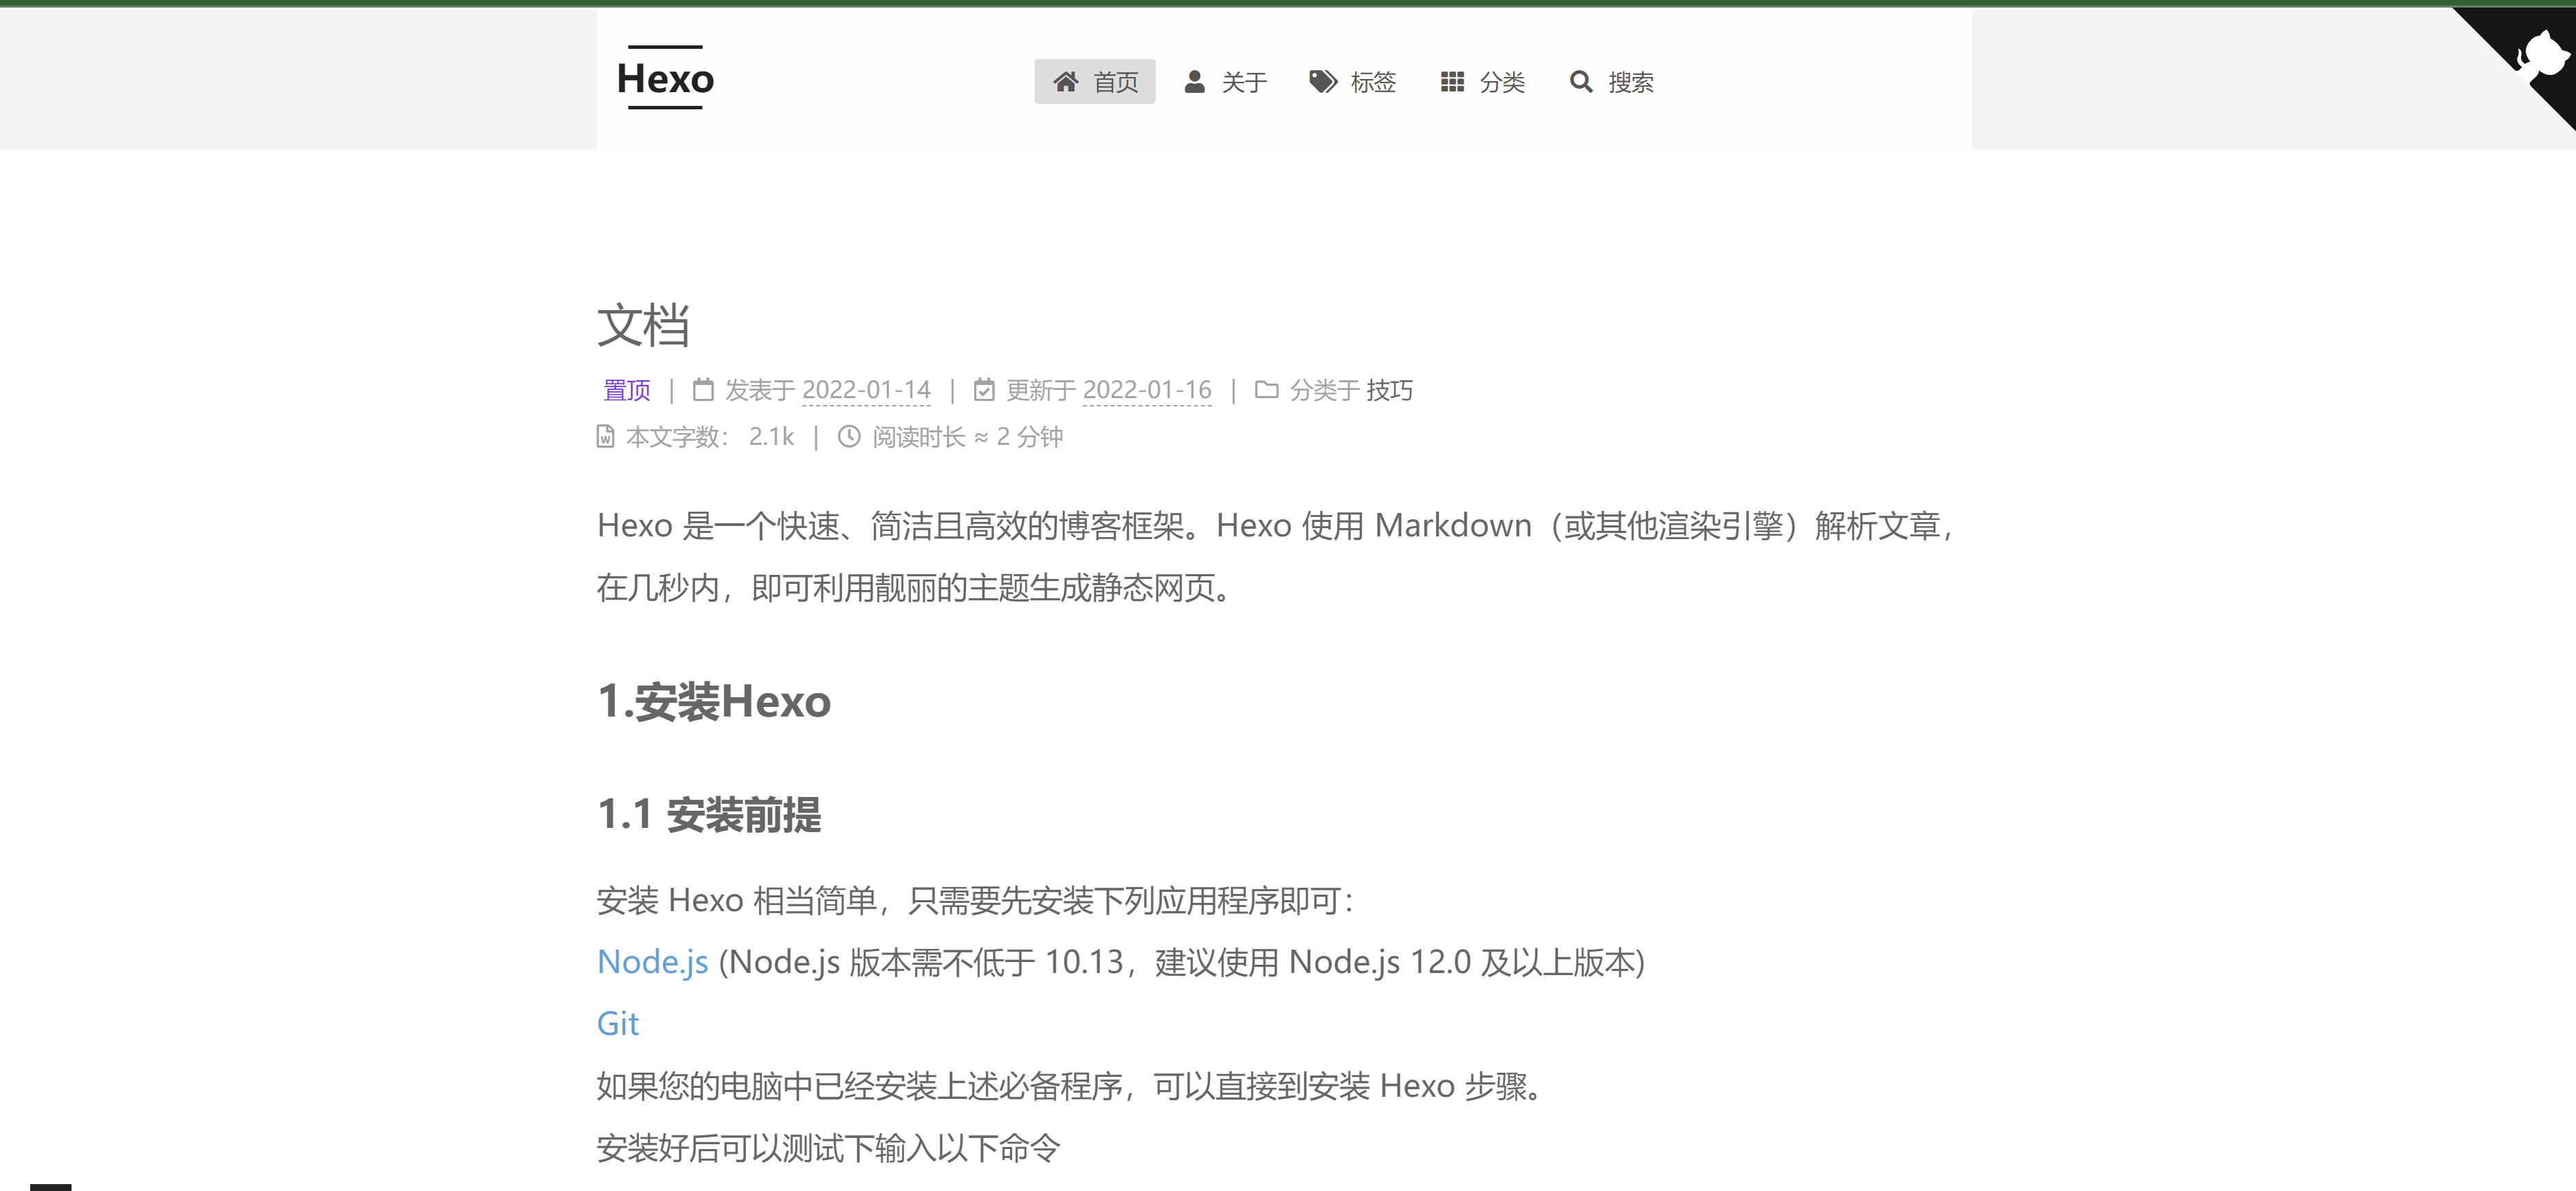 Hexo
首页 关于 标签 分类 搜索
文档
置顶 | 发表于 2022-01-14 | 更新于 2022-01-16 | 分类于 技巧
本文字数： 2.1k | 阅读时长 ≈ 2 分钟
Hexo 是一个快速、简洁且高效的博客框架。Hexo 使用 Markdown（或其他渲染引擎）解析文章，
在几秒内，即可利用靓丽的主题生成静态网页。
1.安装Hexo
1.1 安装前提
安装 Hexo 相当简单，只需要先安装下列应用程序即可：
Node.js (Node.js 版本需不低于 10.13，建议使用 Node.js 12.0 及以上版本)
Git
如果您的电脑中已经安装上述必备程序，可以直接到安装 Hexo 步骤。
安装好后可以测试下输入以下命令